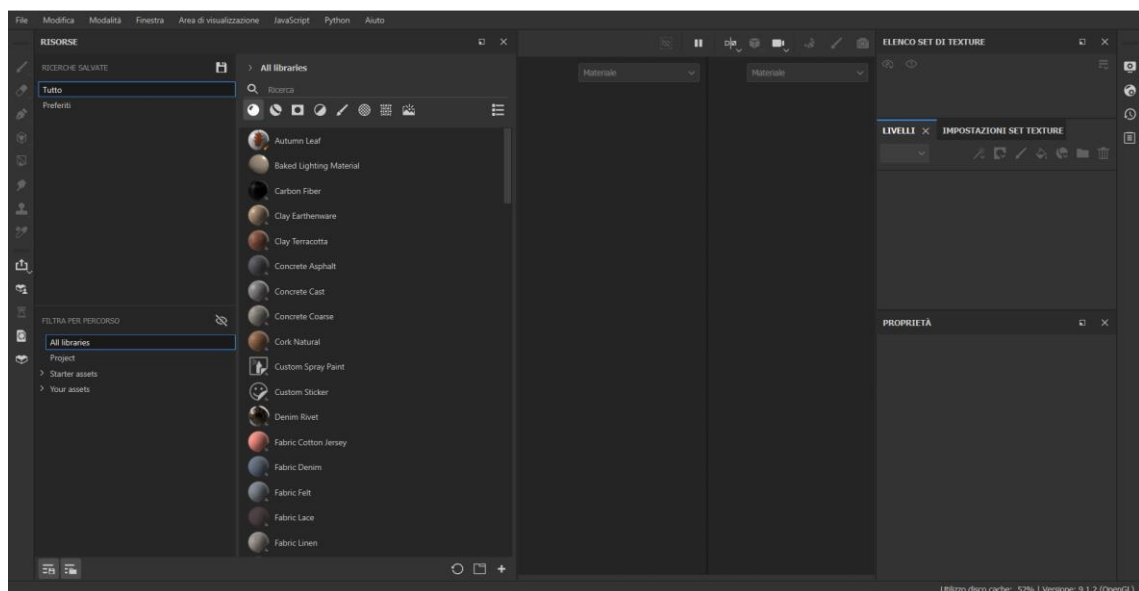 File Modifica Modalità Finestra Area di visualizzazione JavaScript Python Aiuto
RISORSE
RICERCHE SALVATE
Tutto
Preferiti
FILTRA PER PERCORSO
All libraries
Project
Starter assets
Your assets
All libraries
Ricerca
Autumn Leaf
Baked Lighting Material
Carbon Fiber
Clay Earthenware
Clay Terracotta
Concrete Asphalt
Concrete Cast
Concrete Coarse
Cork Natural
Custom Spray Paint
Custom Sticker
Denim Rivet
Fabric Cotton Jersey
Fabric Denim
Fabric Felt
Fabric Lace
Fabric Linen
Materiale
Materiale
ELENCO SET DI TEXTURE
LIVELLI IMPOSTAZIONI SET TEXTURE
PROPRIETÀ
Utilizzo disco cache: 52% | Versione: 9.1.2 (OpenGL)